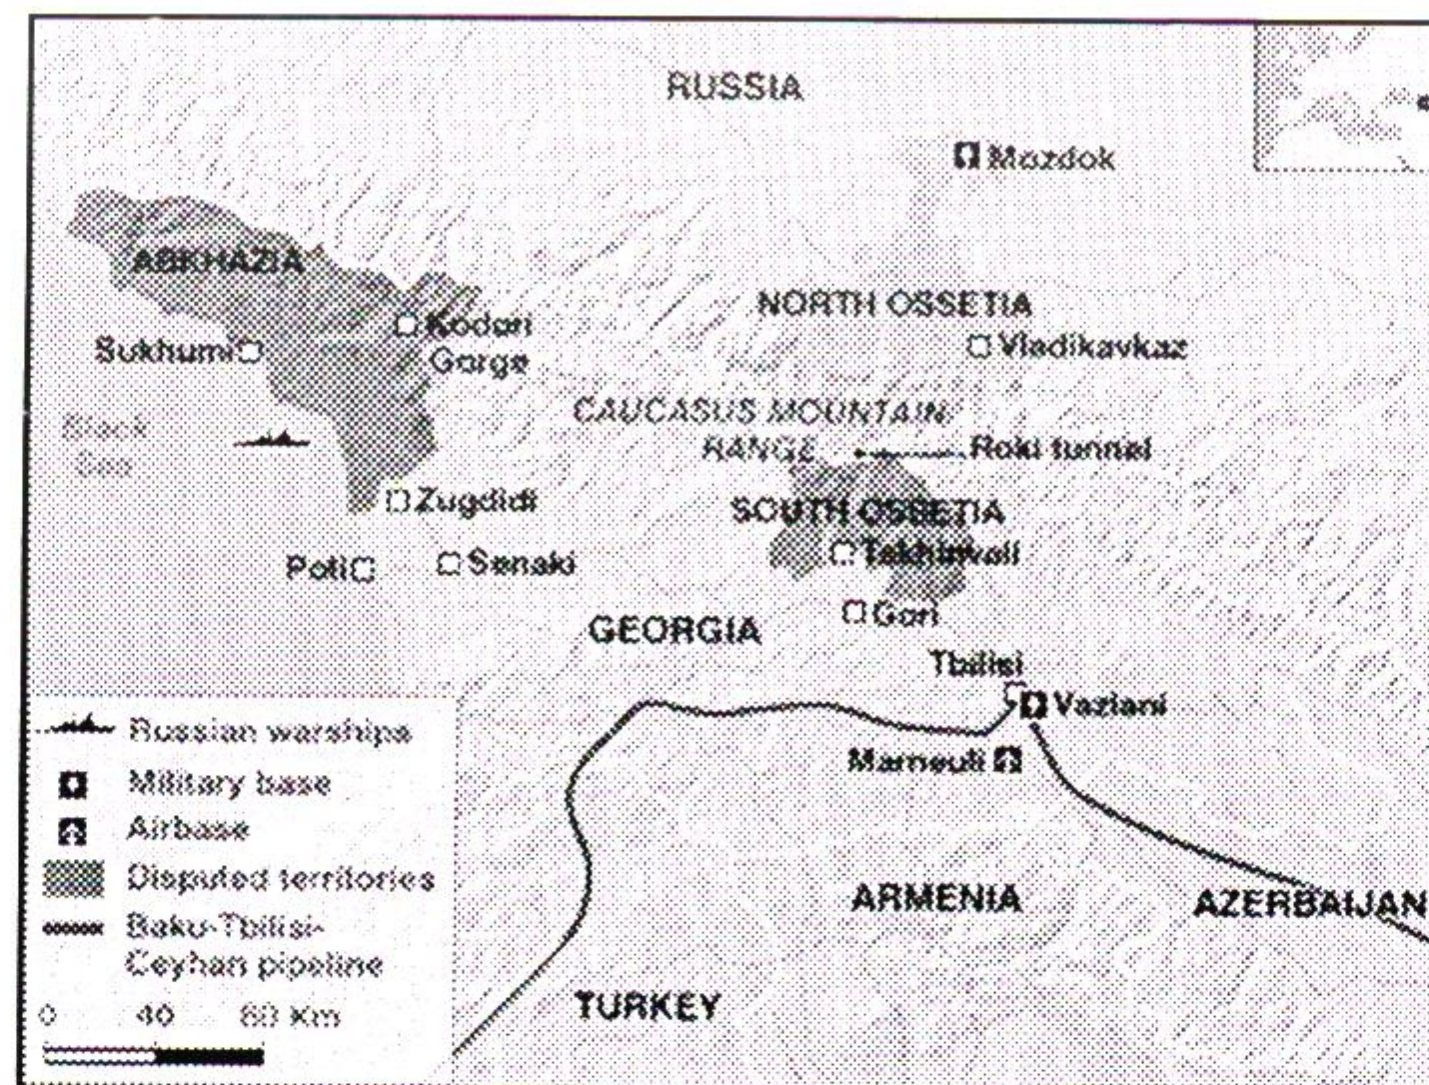 RUSSIA
Mozdok
ABKHAZIA
NORTH OSSETIA
Kodori
Gorge
Sukhumi
Vladikavkaz
CAUCASUS MOUNTAIN
RANGE
Black
Sea
Roki tunnel
Zugdidi
SOUTH OSSETIA
Tskhinvali
Poti
Senaki
Gori
GEORGIA
Tbilisi
Vaziani
Marneuli
Russian warships
Military base
Airbase
Disputed territories
Baku-Tbilisi-
Ceyhan pipeline
ARMENIA
AZERBAIJAN
TURKEY
0 40 80 Km